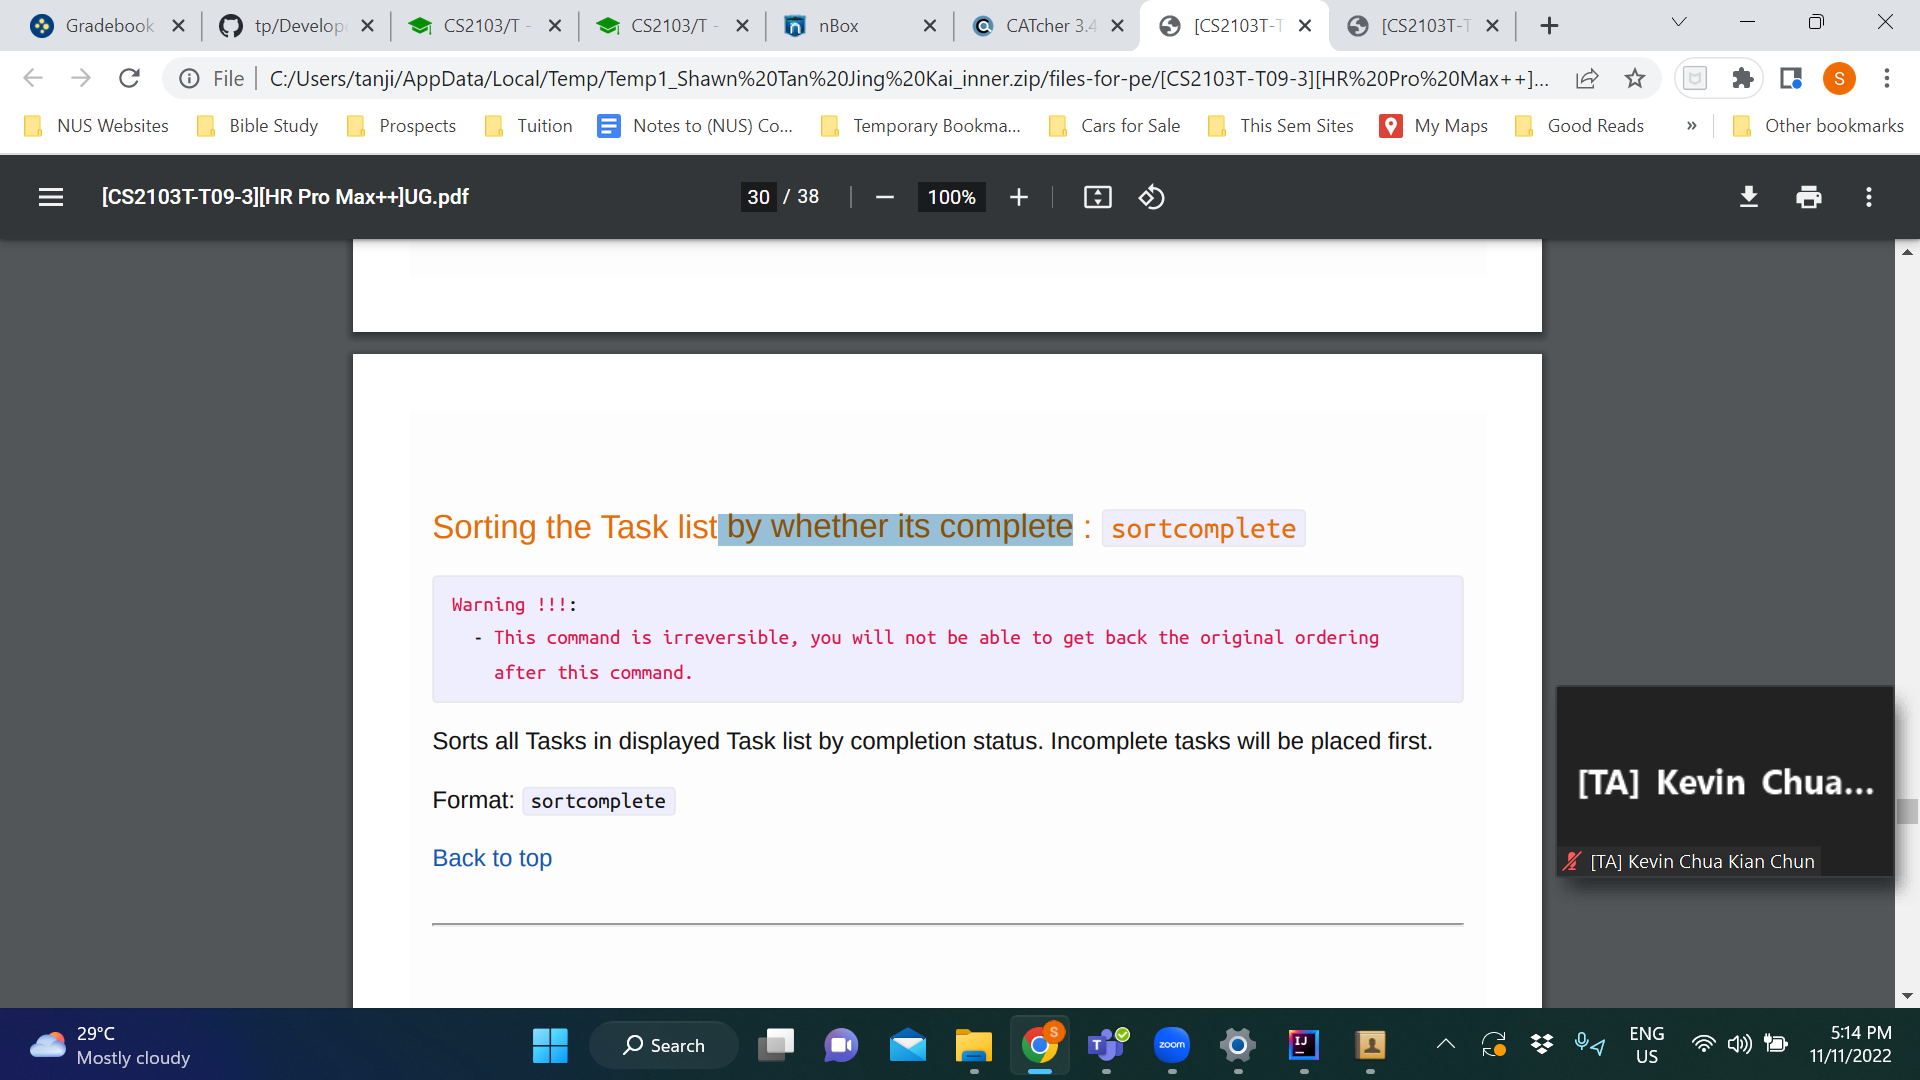 Gradebook
tp/Develop
CS2103/T -
CS2103/T -
nBox
CATcher 3.4
[CS2103T-T
[CS2103T-T
File
C:/Users/tanji/AppData/Local/Temp/Temp1_Shawn%20Tan%20Jing%20Kai_inner.zip/files-for-pe/[CS2103T-T09-3][HR%20Pro%20Max++]...
S
NUS Websites
Bible Study
Prospects
Tuition
Notes to (NUS) Co...
Temporary Bookma...
Cars for Sale
This Sem Sites
My Maps
Good Reads
»
Other bookmarks
[CS2103T-T09-3][HR Pro Max++]UG.pdf
30 / 38
100%
Sorting the Task list by whether its complete : sortcomplete
Warning !!!:
- This command is irreversible, you will not be able to get back the original ordering
after this command.
Sorts all Tasks in displayed Task list by completion status. Incomplete tasks will be placed first.
Format: sortcomplete
Back to top
[TA] Kevin Chua...
[TA] Kevin Chua Kian Chun
29°C
Mostly cloudy
Search
S
T
zoom
IJ
ENG
US
5:14 PM
11/11/2022